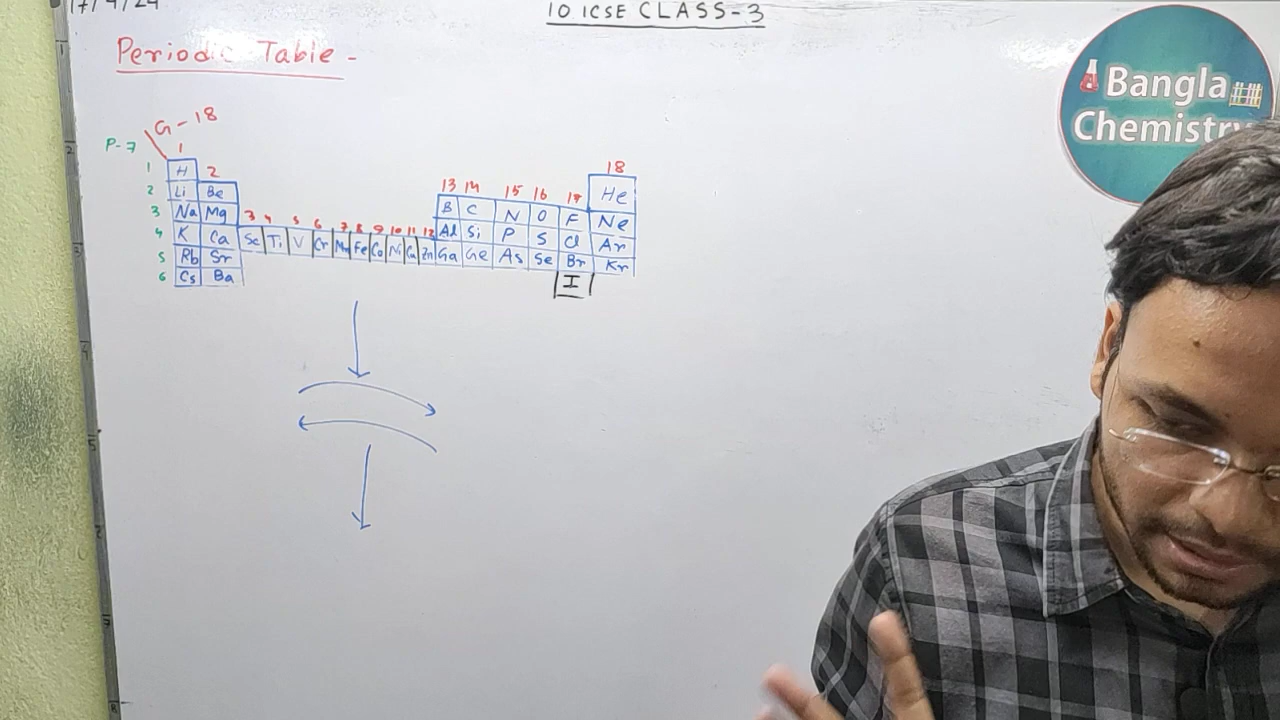 17/4/24
10 ICSE CLASS-3
Periodic Table -
Bangla
Chemistry
G-18
P-7
1 18
1 H 2 He
2 Li Be 13 14 15 16 17
B C N O F Ne
3 Na Mg 3 4 5 6 7 8 9 10 11 12 Al Si P S Cl Ar
4 K Ca Sc Ti V Cr Mn Fe Co Ni Cu Zn Ga Ge As Se Br Kr
5 Rb Sr I
6 Cs Ba